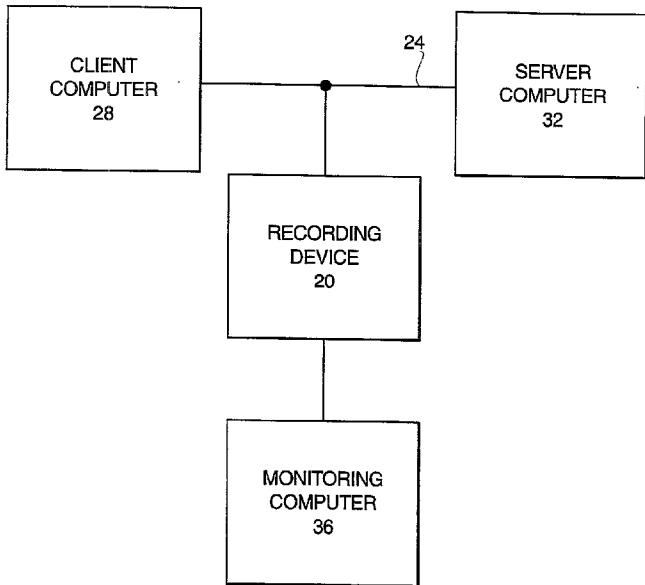 CLIENT
COMPUTER
28
24
SERVER
COMPUTER
32
RECORDING
DEVICE
20
MONITORING
COMPUTER
36